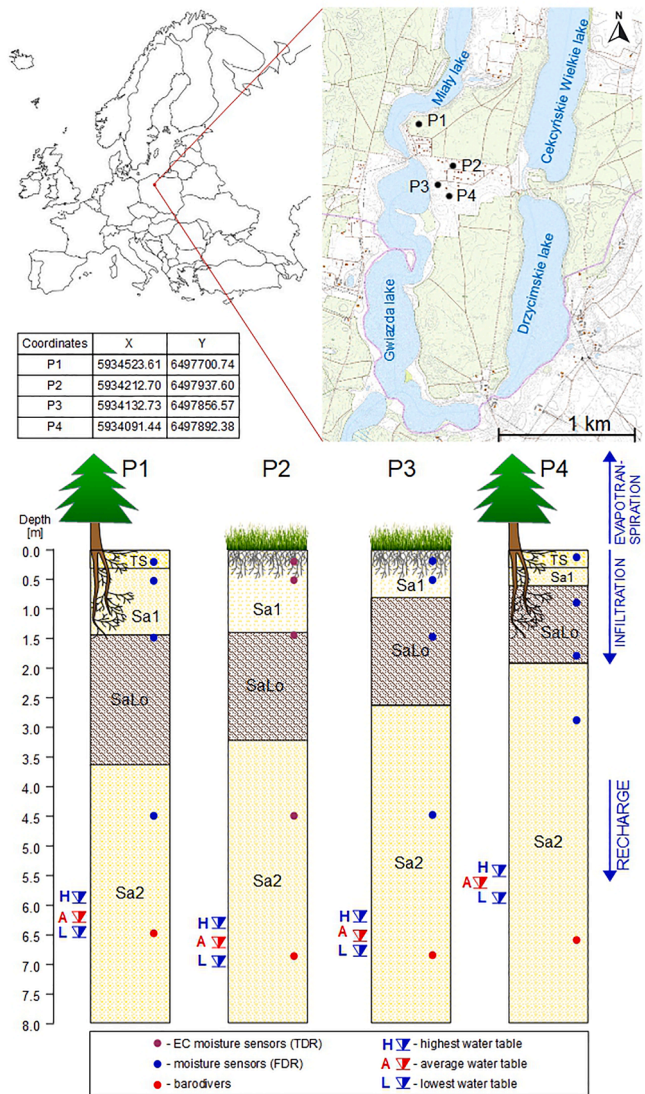 N
Miały lake
Cekcyńskie Wielkie lake
P1
P2
P3
P4
Gwiazda lake
Drzycimskie lake
1 km
Coordinates X Y
P1 5934523.61 6497700.74
P2 5934212.70 6497937.60
P3 5934132.73 6497856.57
P4 5934091.44 6497892.38
P1 P2 P3 P4
EVAPOTRAN-
SPIRATION
INFILTRATION
RECHARGE
Depth
[m]
0.0
0.5
1.0
1.5
2.0
2.5
3.0
3.5
4.0
4.5
5.0
5.5
6.0
6.5
7.0
7.5
8.0
TS
Sa1
SaLo
Sa2
H
A
L
Sa1
SaLo
Sa2
H
A
L
Sa1
SaLo
Sa2
H
A
L
TS
Sa1
SaLo
Sa2
H
A
L
- EC moisture sensors (TDR)
- moisture sensors (FDR)
- barodivers
H - highest water table
A - average water table
L - lowest water table